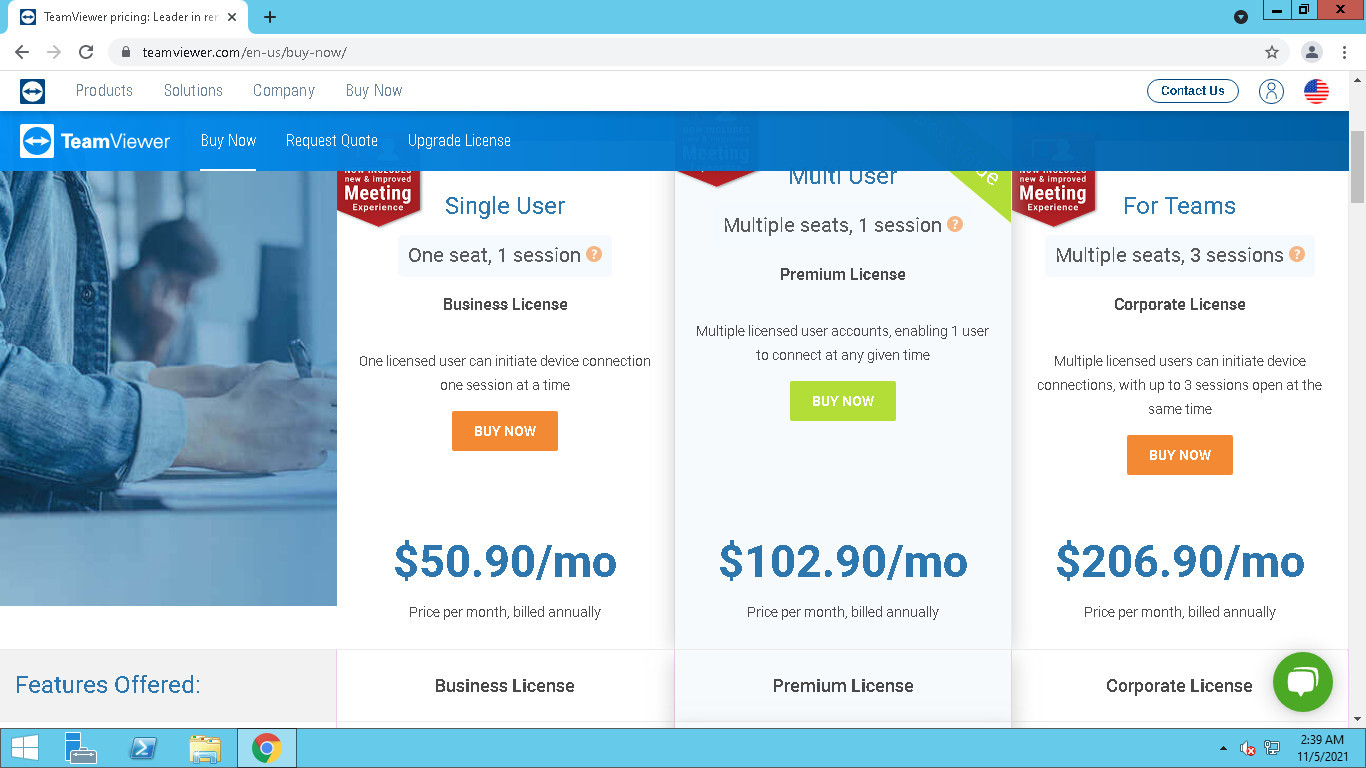 TeamViewer pricing: Leader in rer
teamviewer.com/en-us/buy-now/
Products
Solutions
Company
Buy Now
Contact Us
TeamViewer
Buy Now
Request Quote
Upgrade License
Meeting
NOW INCLUDES
new & improved
Meeting
Experience
Single User
One seat, 1 session ?
Business License
One licensed user can initiate device connection
one session at a time
BUY NOW
$50.90/mo
Price per month, billed annually
Multi User
Multiple seats, 1 session ?
Premium License
Multiple licensed user accounts, enabling 1 user
to connect at any given time
BUY NOW
$102.90/mo
Price per month, billed annually
NOW INCLUDES
new & improved
Meeting
Experience
For Teams
Multiple seats, 3 sessions ?
Corporate License
Multiple licensed users can initiate device
connections, with up to 3 sessions open at the
same time
BUY NOW
$206.90/mo
Price per month, billed annually
Features Offered:
Business License
Premium License
Corporate License
2:39 AM
11/5/2021